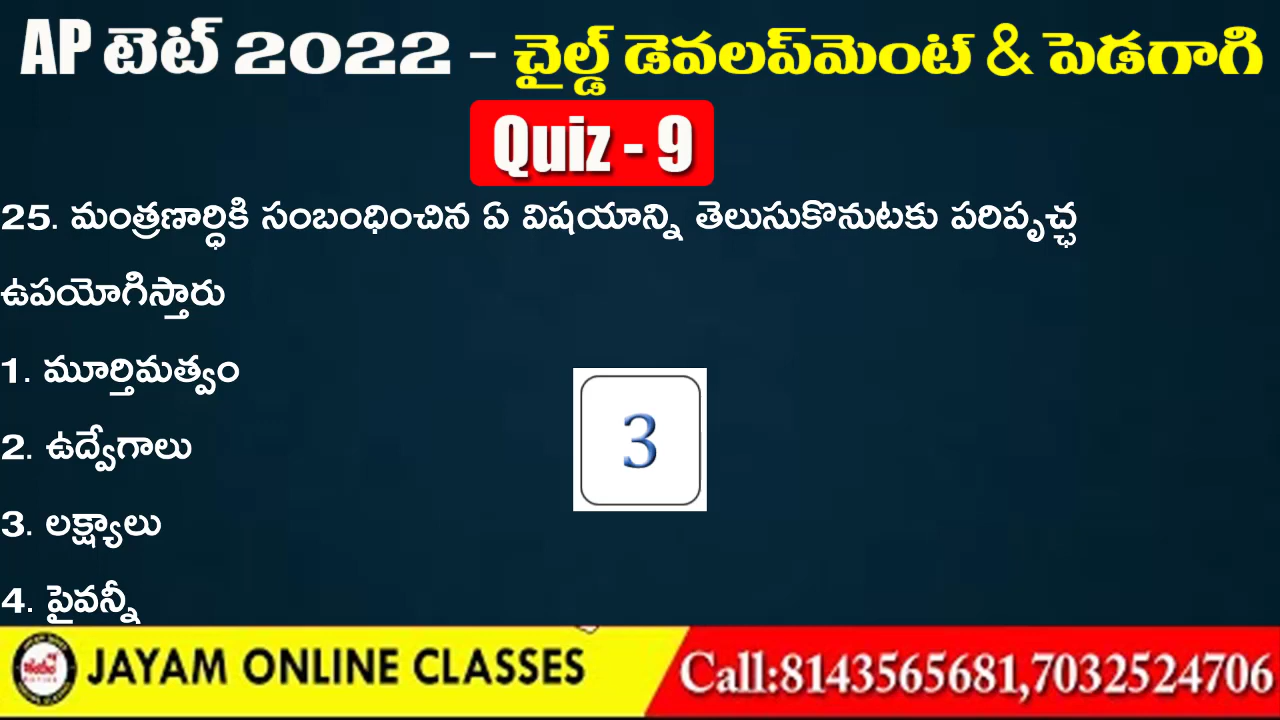 AP టెట్ 2022 - చైల్డ్ డెవలప్‌మెంట్ & పెడగాగి
Quiz - 9
25. మంత్రణార్ధికి సంబంధించిన ఏ విషయాన్ని తెలుసుకొనుటకు పరిపృచ్ఛ
ఉపయోగిస్తారు
1. మూర్తిమత్వం
2. ఉద్వేగాలు
3. లక్ష్యాలు
4. పైవన్నీ
3
JAYAM ONLINE CLASSES
Call:8143565681,7032524706